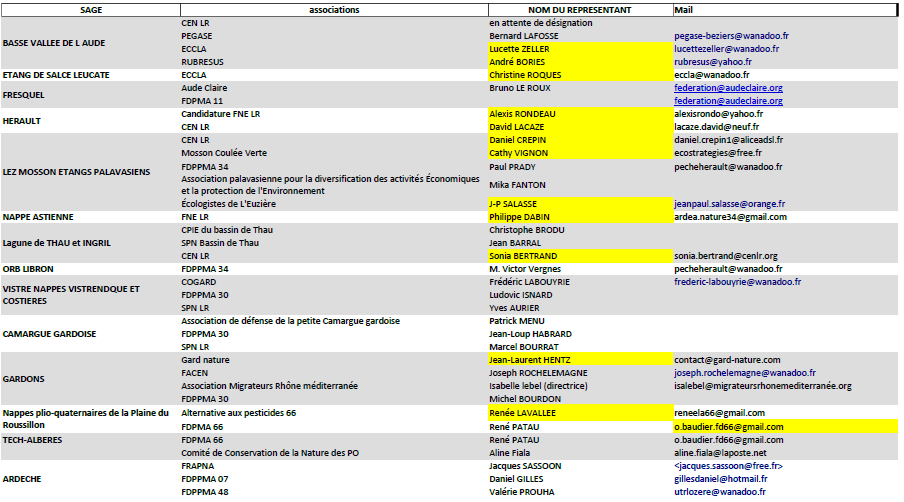 SAGE associations NOM DU REPRESENTANT Mail
BASSE VALLEE DE L AUDE
CEN LR en attente de désignation
PEGASE Bernard LAFOSSE pegase-beziers@wanadoo.fr
ECCLA Lucette ZELLER lucettezeller@wanadoo.fr
RUBRESUS André BORIES rubresus@yahoo.fr
ETANG DE SALCE LEUCATE ECCLA Christine ROQUES eccla@wanadoo.fr
FRESQUEL
Aude Claire Bruno LE ROUX federation@audeclaire.org
FDPPMA 11 federation@audeclaire.org
HERAULT
Candidature FNE LR Alexis RONDEAU alexisrondo@yahoo.fr
CEN LR David LACAZE lacaze.david@neuf.fr
LEZ MOSSON ETANGS PALAVASIENS
CEN LR Daniel CREPIN daniel.crepin1@aliceadsl.fr
Mosson Coulée Verte Cathy VIGNON ecostrategies@free.fr
FDPPMA 34 Paul PRADY pecheherault@wanadoo.fr
Association palavasienne pour la diversification des activités Économiques
et la protection de l'Environnement Mika FANTON
Écologistes de L'Euzière J-P SALASSE jeanpaul.salasse@orange.fr
NAPPE ASTIENNE FNE LR Philippe DABIN ardea.nature34@gmail.com
Lagune de THAU et INGRIL
CPIE du bassin de Thau Christophe BRODU
SPN Bassin de Thau Jean BARRAL
CEN LR Sonia BERTRAND sonia.bertrand@cenlr.org
ORB LIBRON FDPPMA 34 M. Victor Vergnes pecheherault@wanadoo.fr
VISTRE NAPPES VISTRENDQUE ET
COSTIERES
COGARD Frédéric LABOUYRIE frederic-labouyrie@wanadoo.fr
FDPPMA 30 Ludovic ISNARD
SPN LR Yves AURIER
CAMARGUE GARDOISE
Association de défense de la petite Camargue gardoise Patrick MENU
FDPPMA 30 Jean-Loup HABRARD
SPN LR Marcel BOURRAT
GARDONS
Gard nature Jean-Laurent HENTZ contact@gard-nature.com
FACEN Joseph ROCHELEMAGNE joseph.rochelemagne@wanadoo.fr
Association Migrateurs Rhône méditerranée Isabelle lebel (directrice) isalebel@migrateursrhonemediterranée.org
FDPPMA 30 Michel BOURDON
Nappes plio-quaternaires de la Plaine du
Roussillon
Alternative aux pesticides 66 Renée LAVALLEE reneela66@gmail.com
FDPMA 66 René PATAU o.baudier.fd66@gmail.com
TECH-ALBERES
FDPMA 66 René PATAU o.baudier.fd66@gmail.com
Comité de Conservation de la Nature des PO Aline Fiala aline.fiala@laposte.net
ARDECHE
FRAPNA Jacques SASSOON <jacques.sassoon@free.fr>
FDPPMA 07 Daniel GILLES gillesdaniel@hotmail.fr
FDPPMA 48 Valérie PROUHA utrlozere@wanadoo.fr